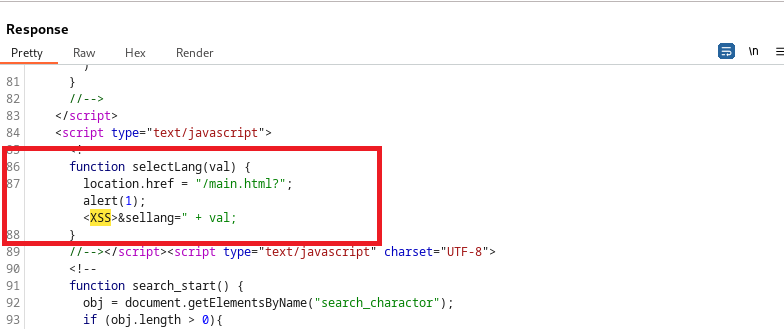 Response
Pretty Raw Hex Render \n
81 }
82 //-->
83 </script>
84 <script type="text/javascript">
86 function selectLang(val) {
87 location.href = "/main.html?";
alert(1);
<XSS>&sellang=" + val;
88 }
89 //--></script><script type="text/javascript" charset="UTF-8">
90 <!--
91 function search_start() {
92 obj = document.getElementsByName("search_charactor");
93 if (obj.length > 0){